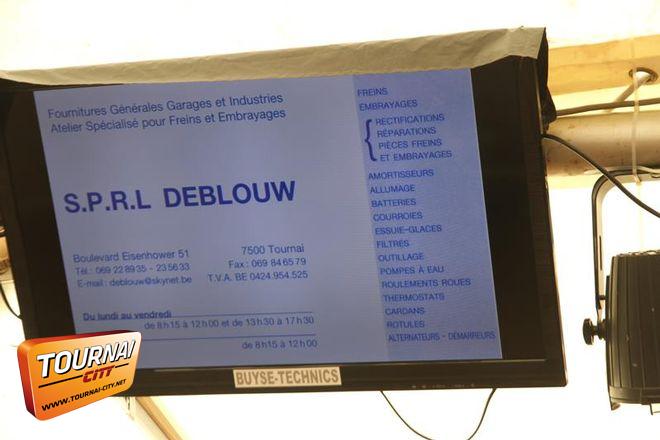 Fournitures Générales Garages et Industries
Atelier Spécialisé pour Freins et Embrayages
S.P.R.L DEBLOUW
Boulevard Eisenhower 51
7500 Tournai
Tél.: 069 22 89 35 - 23 56 33
Fax : 069 84 65 79
E-mail : deblouw@skynet.be
T.V.A. BE 0424.954.525
Du lundi au vendredi
de 8 h 15 à 12 h 00 et de 13 h 30 à 17 h 30
de 8 h 15 à 12 h 00
FREINS
EMBRAYAGES
RECTIFICATIONS
RÉPARATIONS
PIÈCES FREINS
ET EMBRAYAGES
AMORTISSEURS
ALLUMAGE
BATTERIES
COURROIES
ESSUIE-GLACES
FILTRES
OUTILLAGE
POMPES À EAU
ROULEMENTS ROUES
THERMOSTATS
CARDANS
ROTULES
ALTERNATEURS - DÉMARREURS
BUYSE-TECHNICS
TOURNAI
CITY
WWW.TOURNAI-CITY.NET